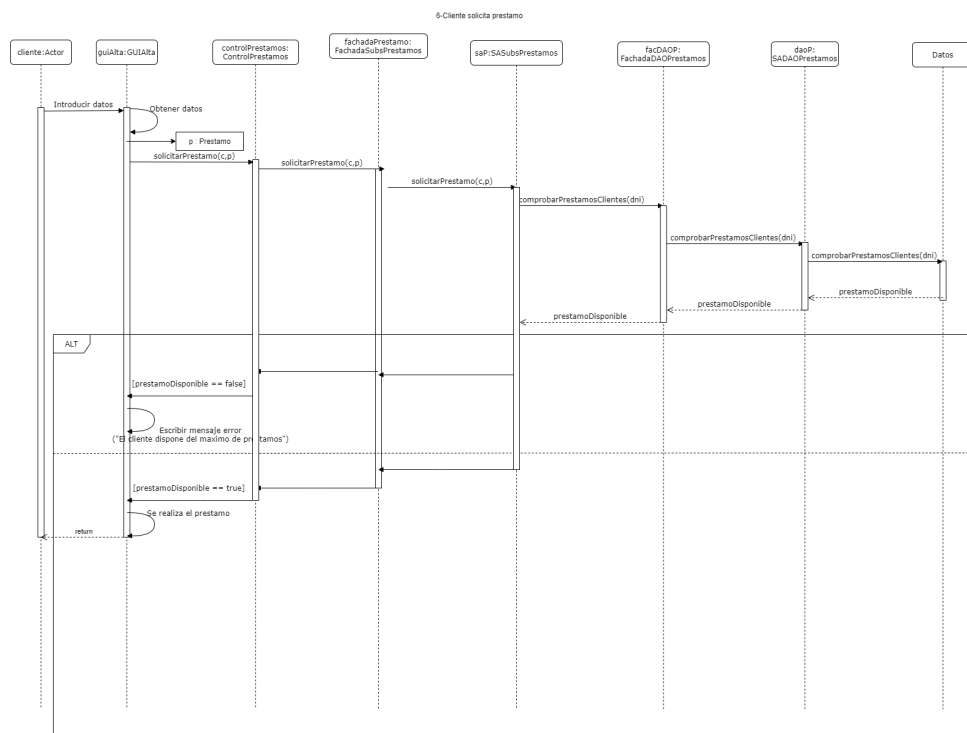 6-Cliente solicita prestamo
cliente:Actor
guiAlta:GUIAlta
controlPrestamos:
ControlPrestamos
fachadaPrestamo:
FachadaSubsPrestamos
saP:SASubsPrestamos
facDAOP:
FachadaDAOPrestamos
daoP:
SADAOPrestamos
Datos
Introducir datos
Obtener datos
p : Prestamo
solicitarPrestamo(c,p)
solicitarPrestamo(c,p)
solicitarPrestamo(c,p)
comprobarPrestamosClientes(dni)
comprobarPrestamosClientes(dni)
comprobarPrestamosClientes(dni)
prestamoDisponible
prestamoDisponible
prestamoDisponible
ALT
[prestamoDisponible == false]
Escribir mensaje error
("El cliente dispone del maximo de prestamos")
[prestamoDisponible == true]
Se realiza el prestamo
return